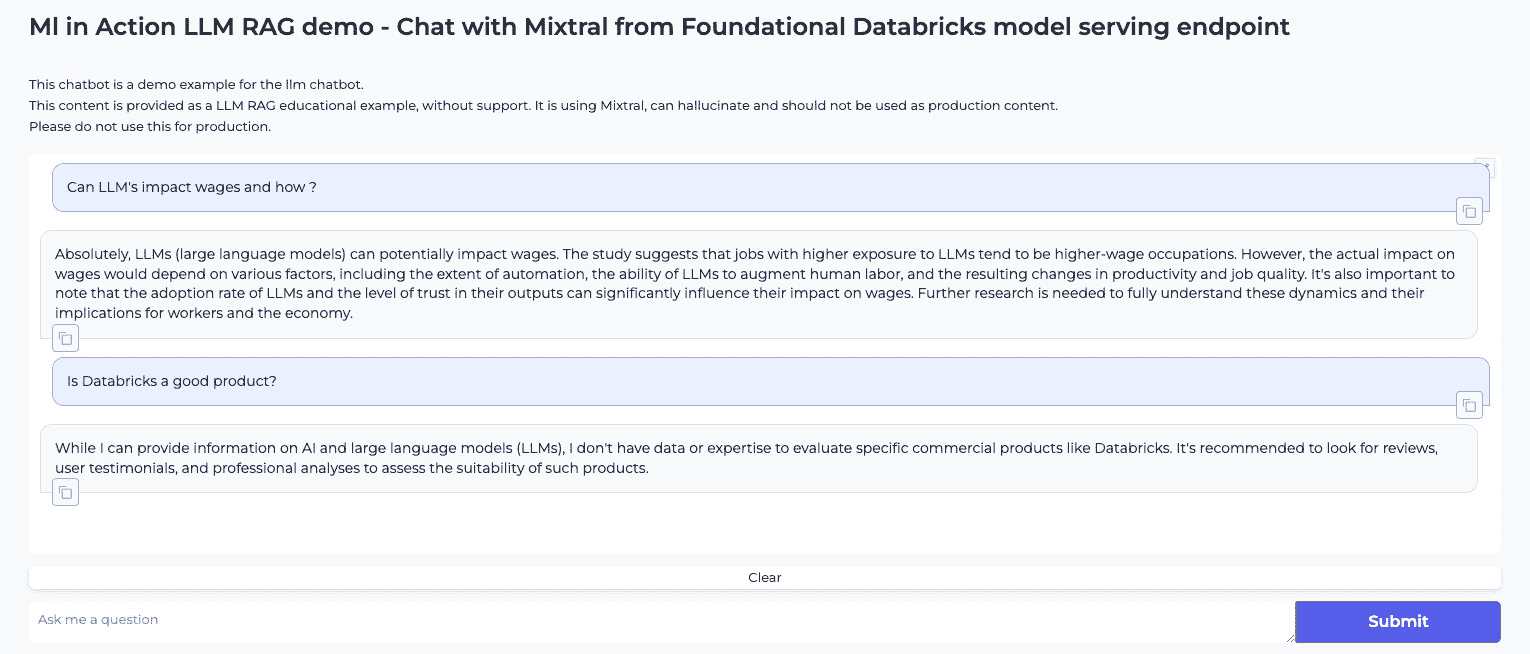 Ml in Action LLM RAG demo - Chat with Mixtral from Foundational Databricks model serving endpoint
This chatbot is a demo example for the llm chatbot.
This content is provided as a LLM RAG educational example, without support. It is using Mixtral, can hallucinate and should not be used as production content.
Please do not use this for production.
Can LLM's impact wages and how ?
Absolutely, LLMs (large language models) can potentially impact wages. The study suggests that jobs with higher exposure to LLMs tend to be higher-wage occupations. However, the actual impact on
wages would depend on various factors, including the extent of automation, the ability of LLMs to augment human labor, and the resulting changes in productivity and job quality. It's also important to
note that the adoption rate of LLMs and the level of trust in their outputs can significantly influence their impact on wages. Further research is needed to fully understand these dynamics and their
implications for workers and the economy.
Is Databricks a good product?
While I can provide information on AI and large language models (LLMs), I don't have data or expertise to evaluate specific commercial products like Databricks. It's recommended to look for reviews,
user testimonials, and professional analyses to assess the suitability of such products.
Clear
Ask me a question
Submit